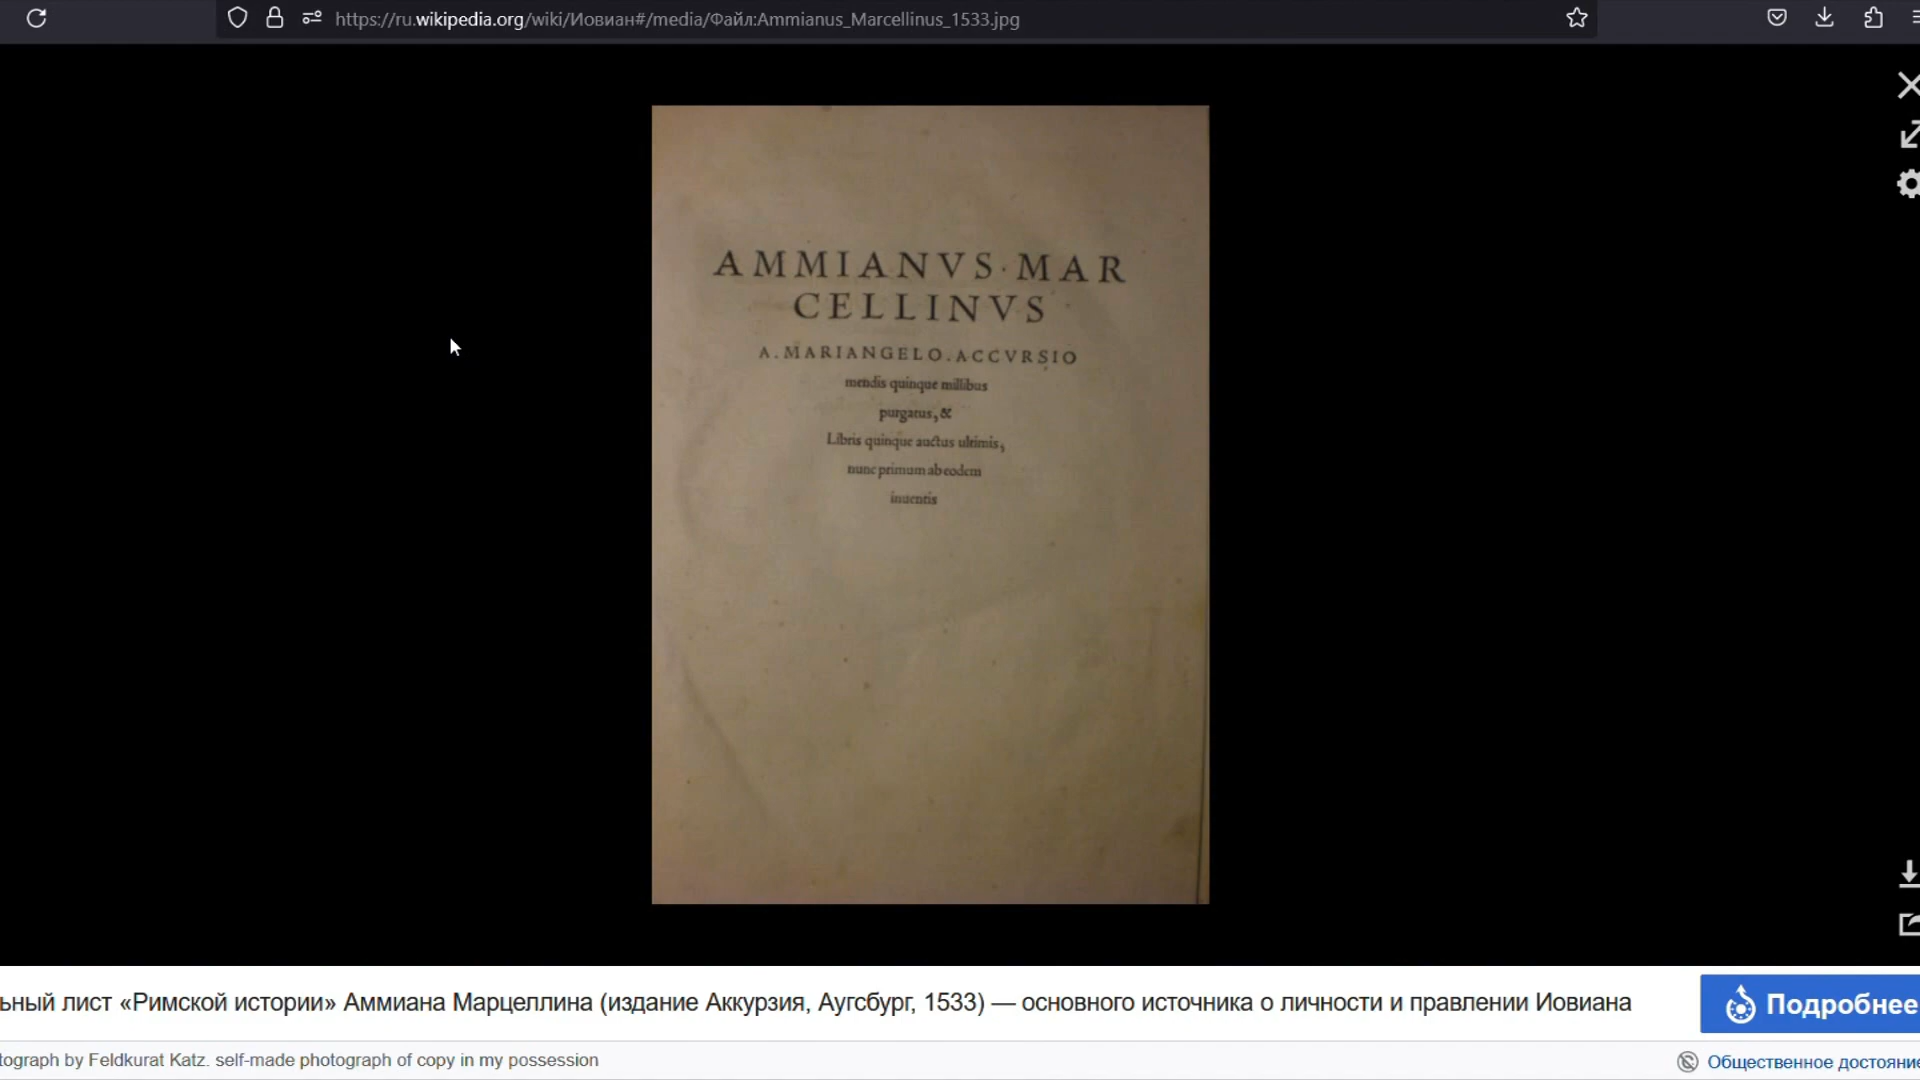 https://ru.wikipedia.org/wiki/Иовиан#/media/Файл:Ammianus_Marcellinus_1533.jpg
AMMIANVS·MAR
CELLINVS
A.MARIANGELO.ACCVRSIO
mendis quinque millibus
purgatus, &
Libris quinque auctus ultimis,
nunc primum ab eodem
inuentis
ьный лист «Римской истории» Аммиана Марцеллина (издание Аккурзия, Аугсбург, 1533) — основного источника о личности и правлении Иовиана
Подробнее
tograph by Feldkurat Katz. self-made photograph of copy in my possession
Общественное достояние